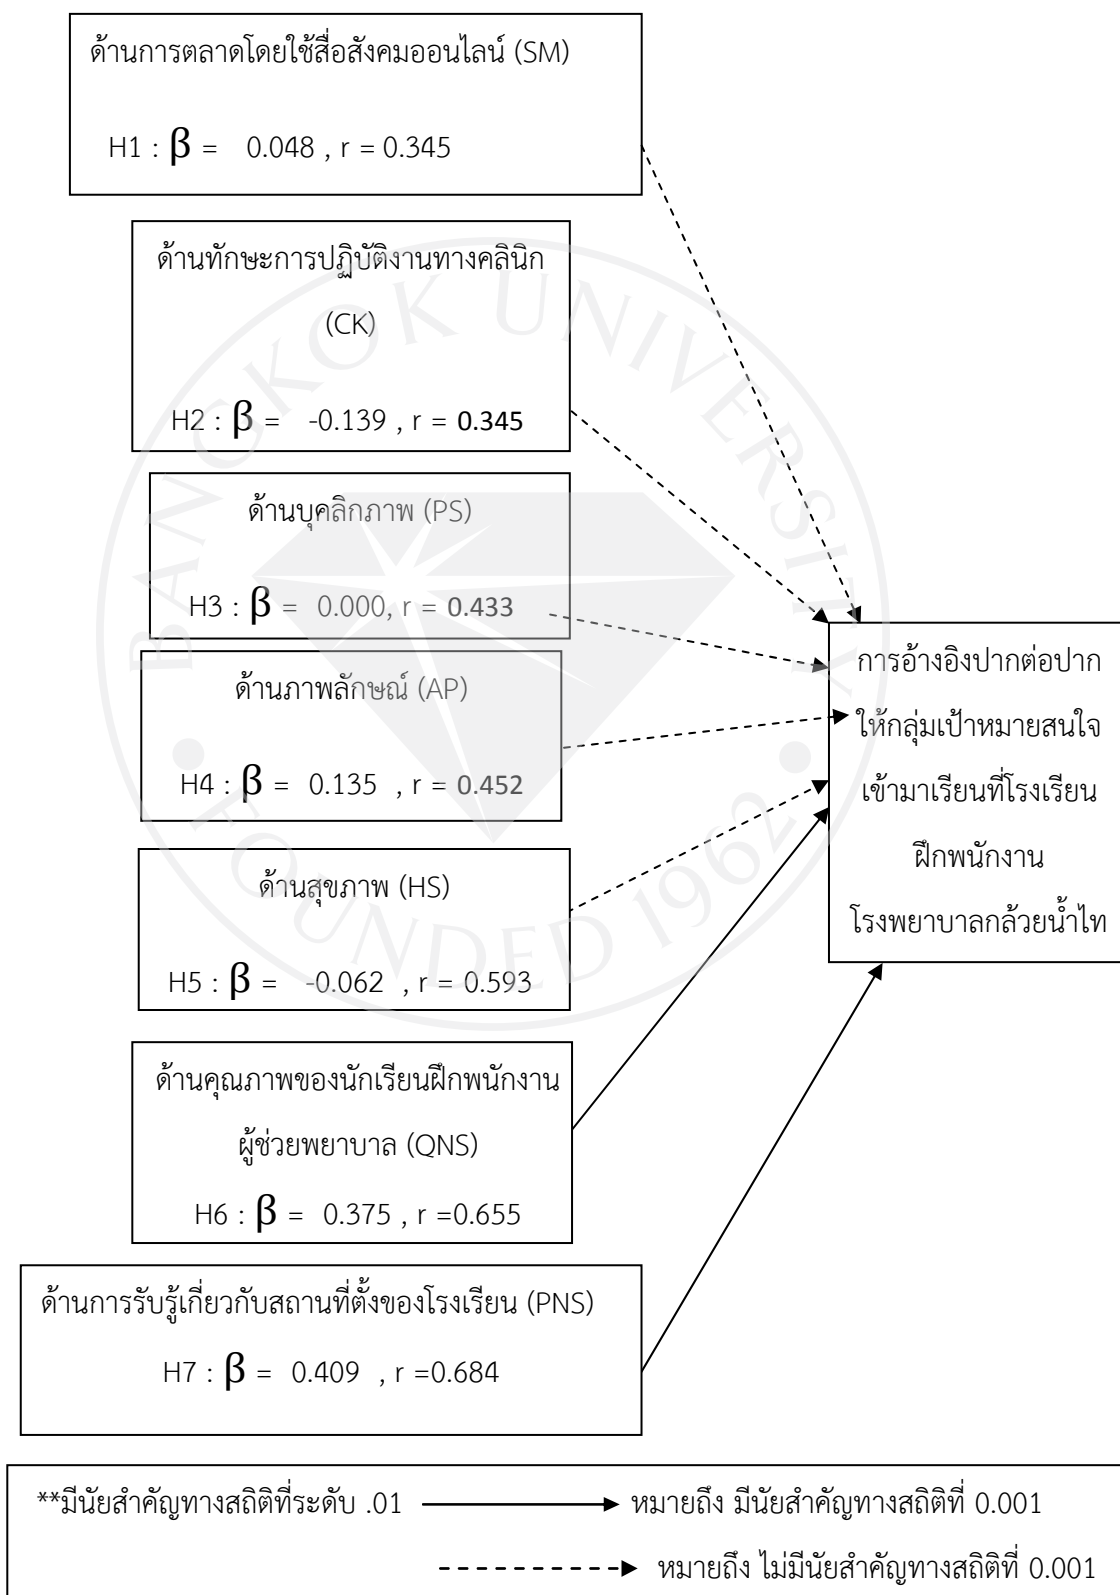 ด้านการตลาดโดยใช้สื่อสังคมออนไลน์ (SM)
H1 : β = 0.048 , r = 0.345
ด้านทักษะการปฏิบัติงานทางคลินิก
(CK)
H2 : β = -0.139 , r = 0.345
ด้านบุคลิกภาพ (PS)
H3 : β = 0.000, r = 0.433
ด้านภาพลักษณ์ (AP)
H4 : β = 0.135 , r = 0.452
ด้านสุขภาพ (HS)
H5 : β = -0.062 , r = 0.593
ด้านคุณภาพของนักเรียนฝึกพนักงาน
ผู้ช่วยพยาบาล (QNS)
H6 : β = 0.375 , r =0.655
ด้านการรับรู้เกี่ยวกับสถานที่ตั้งของโรงเรียน (PNS)
H7 : β = 0.409 , r =0.684
การอ้างอิงปากต่อปาก
ให้กลุ่มเป้าหมายสนใจ
เข้ามาเรียนที่โรงเรียน
ฝึกพนักงาน
โรงพยาบาลกล้วยน้ำไท
**มีนัยสำคัญทางสถิติที่ระดับ .01 หมายถึง มีนัยสำคัญทางสถิติที่ 0.001
หมายถึง ไม่มีนัยสำคัญทางสถิติที่ 0.001
BANGKOK UNIVERSITY
FOUNDED 1962